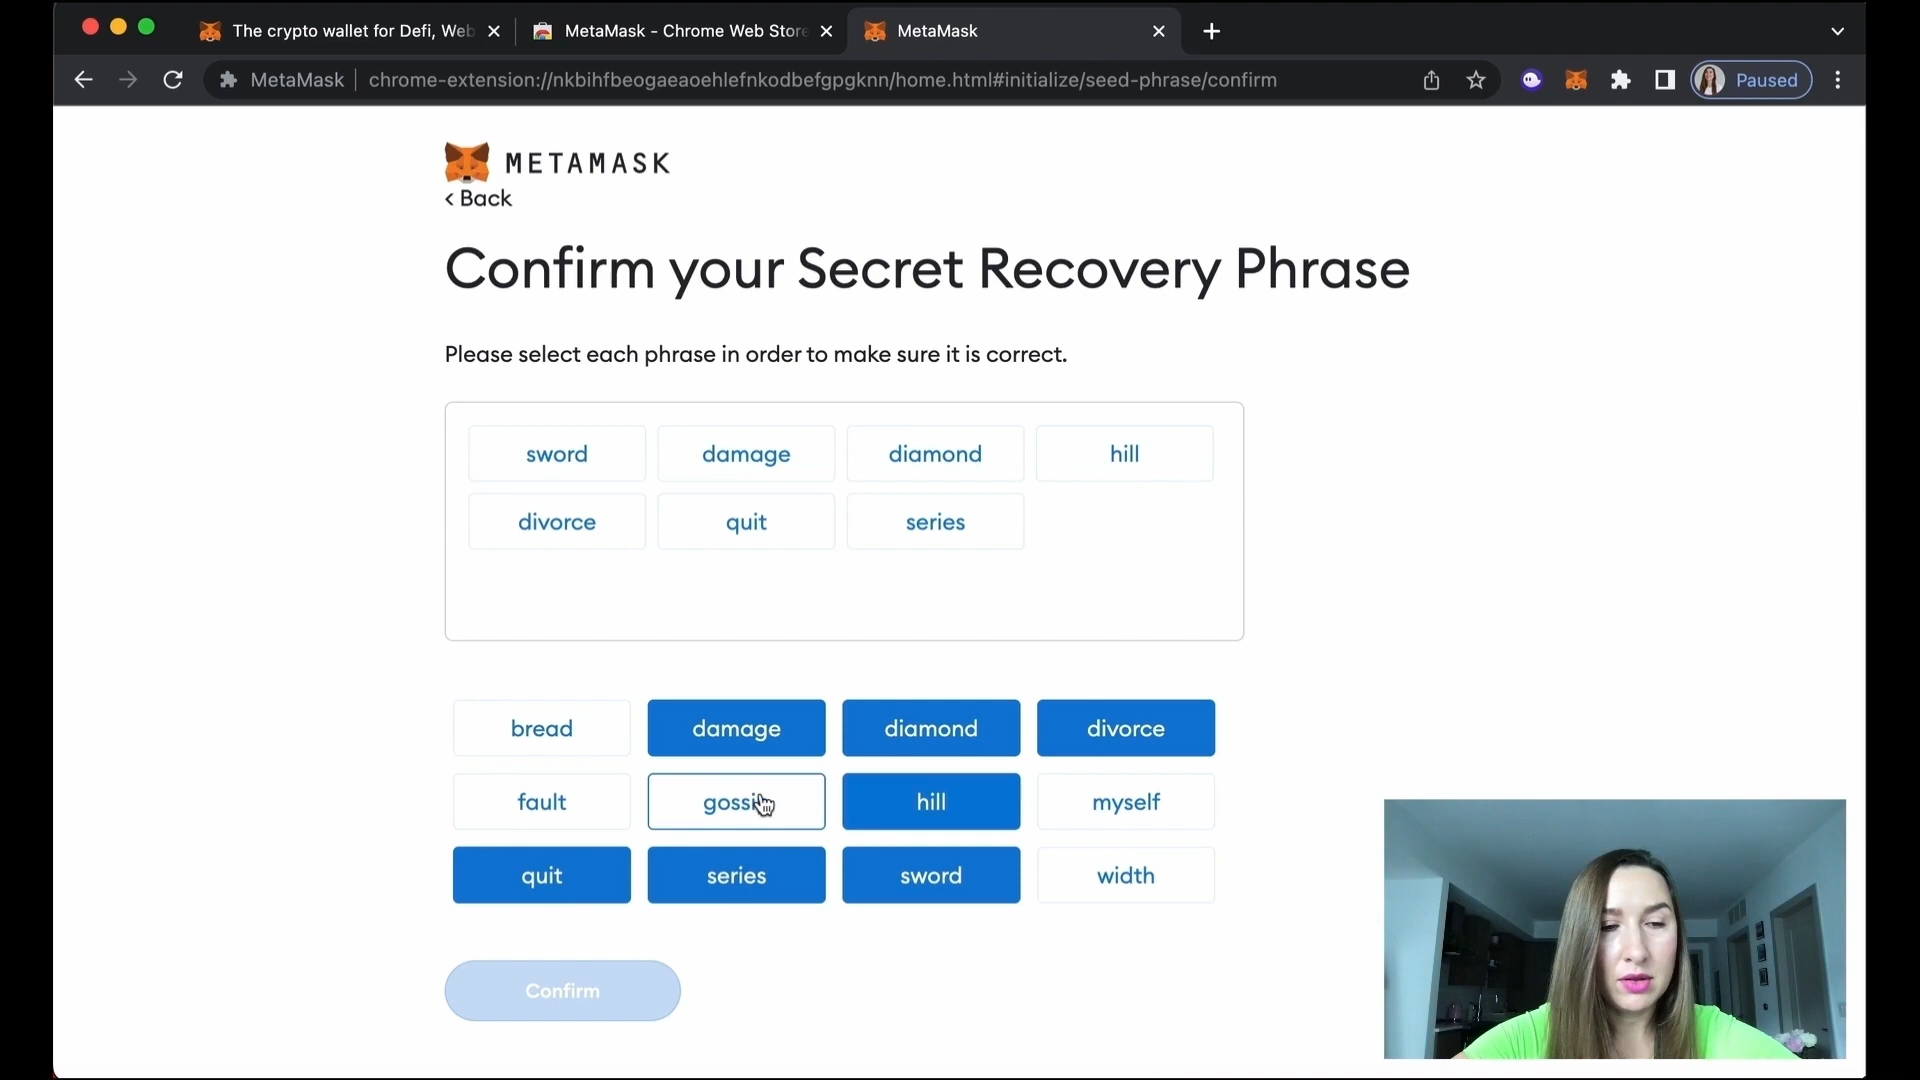 The crypto wallet for Defi, Web
MetaMask - Chrome Web Store
MetaMask
MetaMask | chrome-extension://nkbihfbeogaeaoehlefnkodbefgpgknn/home.html#initialize/seed-phrase/confirm
Paused
METAMASK
< Back
Confirm your Secret Recovery Phrase
Please select each phrase in order to make sure it is correct.
sword damage diamond hill
divorce quit series
bread damage diamond divorce
fault hill myself
quit series sword width
Confirm